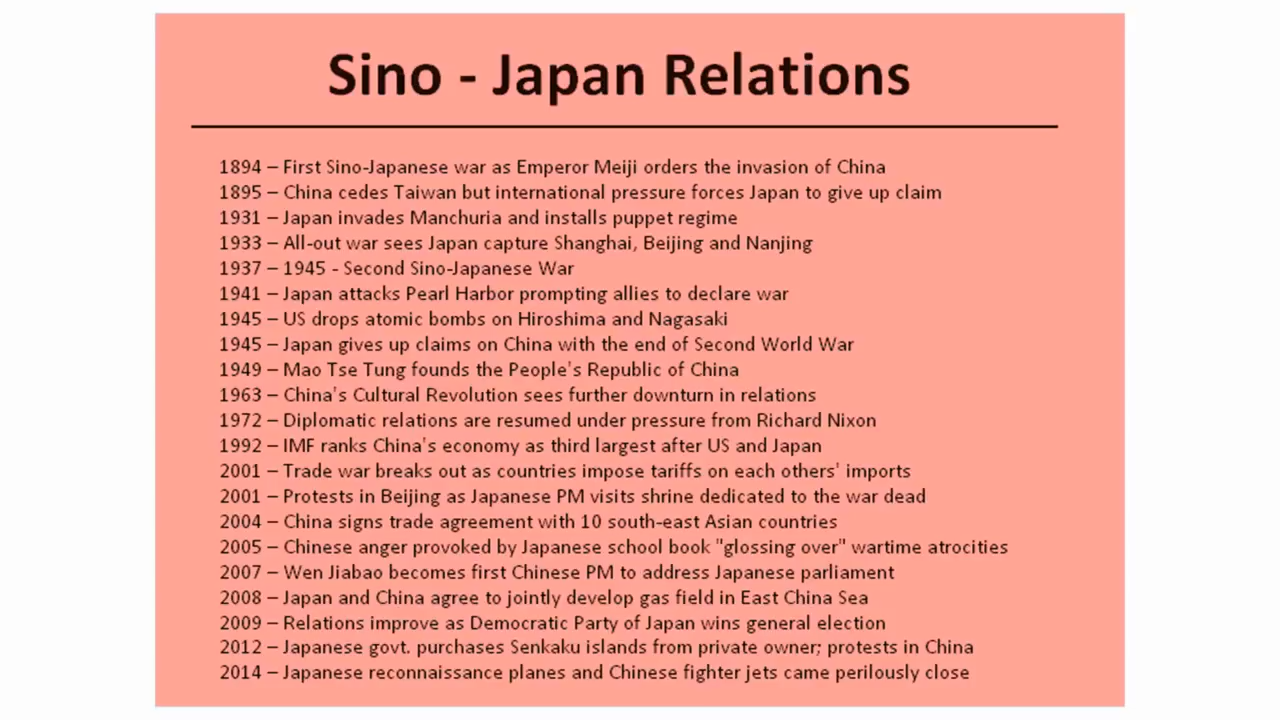 Sino - Japan Relations
1894 – First Sino-Japanese war as Emperor Meiji orders the invasion of China
1895 – China cedes Taiwan but international pressure forces Japan to give up claim
1931 – Japan invades Manchuria and installs puppet regime
1933 – All-out war sees Japan capture Shanghai, Beijing and Nanjing
1937 – 1945 - Second Sino-Japanese War
1941 – Japan attacks Pearl Harbor prompting allies to declare war
1945 – US drops atomic bombs on Hiroshima and Nagasaki
1945 – Japan gives up claims on China with the end of Second World War
1949 – Mao Tse Tung founds the People's Republic of China
1963 – China's Cultural Revolution sees further downturn in relations
1972 – Diplomatic relations are resumed under pressure from Richard Nixon
1992 – IMF ranks China's economy as third largest after US and Japan
2001 – Trade war breaks out as countries impose tariffs on each others' imports
2001 – Protests in Beijing as Japanese PM visits shrine dedicated to the war dead
2004 – China signs trade agreement with 10 south-east Asian countries
2005 – Chinese anger provoked by Japanese school book "glossing over" wartime atrocities
2007 – Wen Jiabao becomes first Chinese PM to address Japanese parliament
2008 – Japan and China agree to jointly develop gas field in East China Sea
2009 – Relations improve as Democratic Party of Japan wins general election
2012 – Japanese govt. purchases Senkaku islands from private owner; protests in China
2014 – Japanese reconnaissance planes and Chinese fighter jets came perilously close